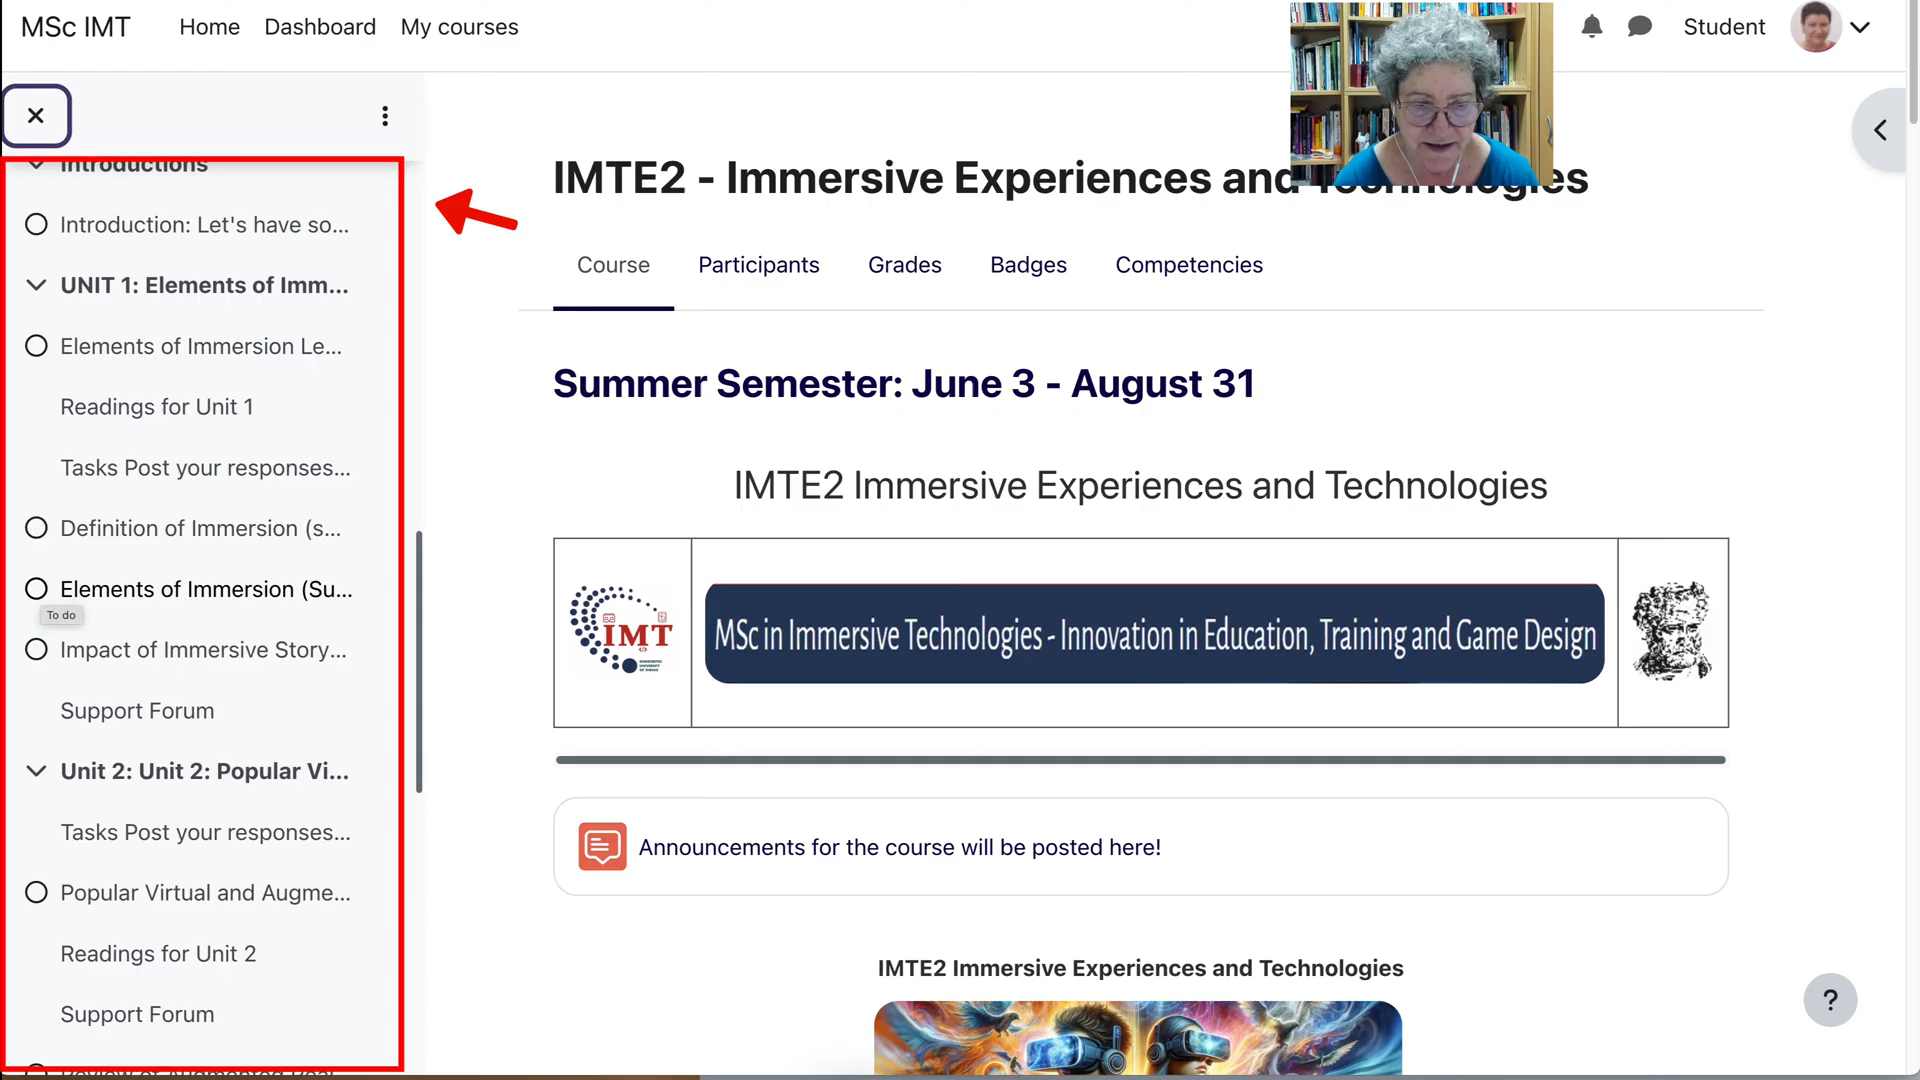 MSc IMT
Home Dashboard My courses
Student
Introductions
Introduction: Let's have so...
UNIT 1: Elements of Imm...
Elements of Immersion Le...
Readings for Unit 1
Tasks Post your responses...
Definition of Immersion (s...
Elements of Immersion (Su...
To do
Impact of Immersive Story...
Support Forum
Unit 2: Unit 2: Popular Vi...
Tasks Post your responses...
Popular Virtual and Augme...
Readings for Unit 2
Support Forum
IMTE2 - Immersive Experiences and Technologies
Course Participants Grades Badges Competencies
Summer Semester: June 3 - August 31
IMTE2 Immersive Experiences and Technologies
IMT
DEMOCRITUS
UNIVERSITY
OF THRACE
MSc in Immersive Technologies - Innovation in Education, Training and Game Design
Announcements for the course will be posted here!
IMTE2 Immersive Experiences and Technologies
?